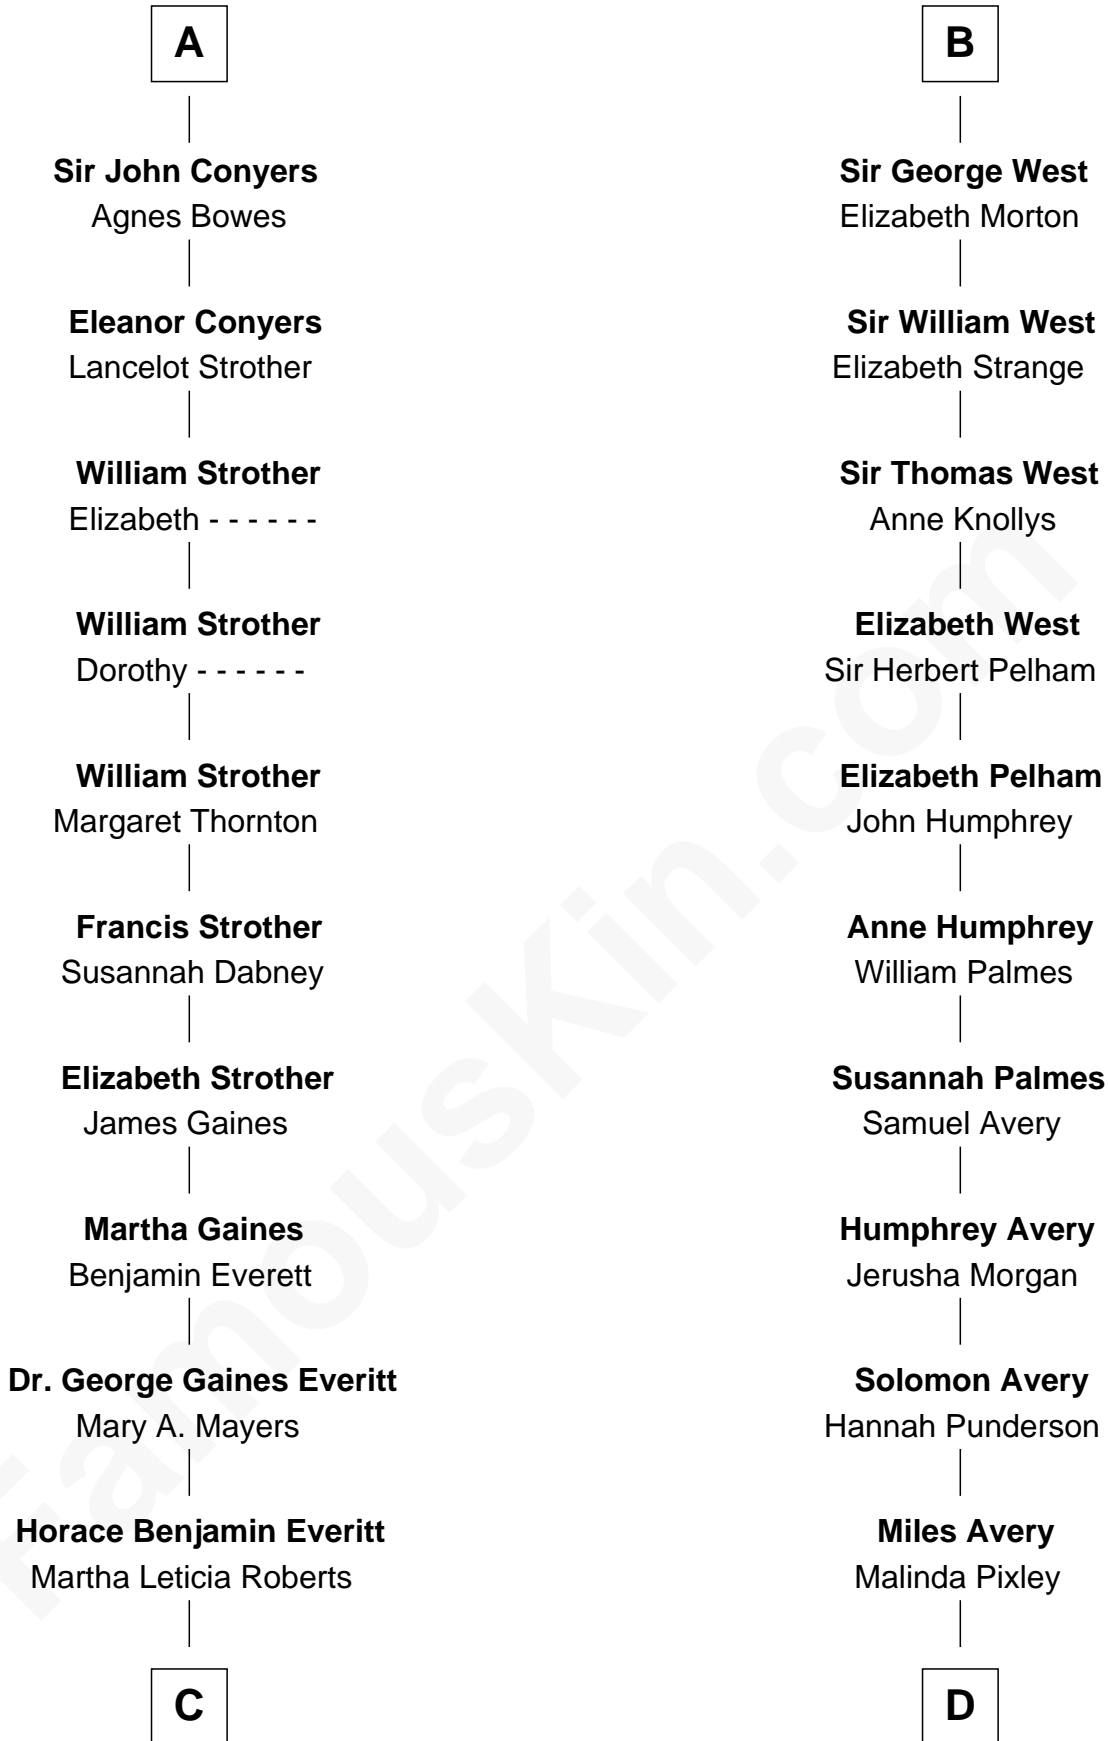 A
Sir John Conyers
Agnes Bowes
Eleanor Conyers
Lancelot Strother
William Strother
Elizabeth - - - - - -
William Strother
Dorothy - - - - - -
William Strother
Margaret Thornton
Francis Strother
Susannah Dabney
Elizabeth Strother
James Gaines
Martha Gaines
Benjamin Everett
Dr. George Gaines Everitt
Mary A. Mayers
Horace Benjamin Everitt
Martha Leticia Roberts
C
B
Sir George West
Elizabeth Morton
Sir William West
Elizabeth Strange
Sir Thomas West
Anne Knollys
Elizabeth West
Sir Herbert Pelham
Elizabeth Pelham
John Humphrey
Anne Humphrey
William Palmes
Susannah Palmes
Samuel Avery
Humphrey Avery
Jerusha Morgan
Solomon Avery
Hannah Punderson
Miles Avery
Malinda Pixley
D
FamousKin.com